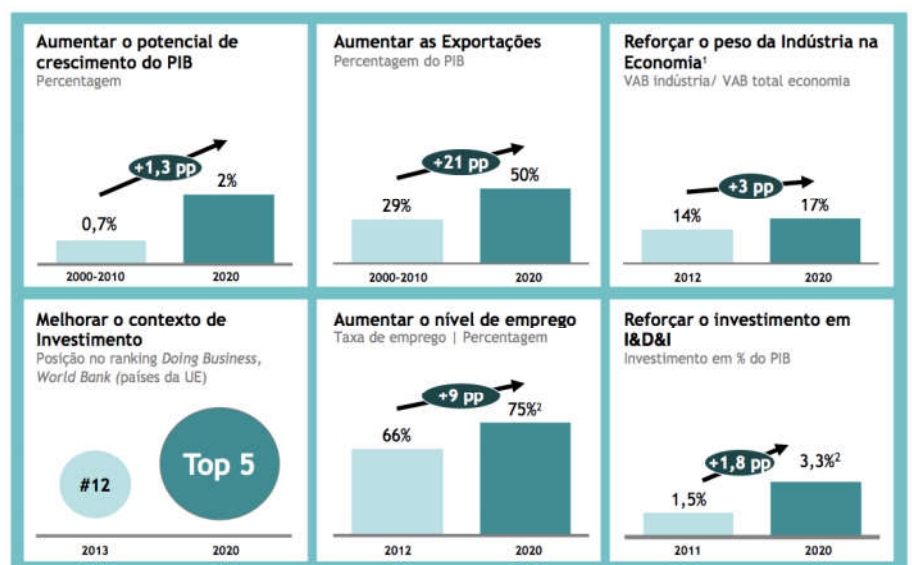 Aumentar o potencial de
crescimento do PIB
Percentagem
+1,3 pp
2%
0,7%
2000-2010
2020
Aumentar as Exportações
Percentagem do PIB
+21 pp
50%
29%
2000-2010
2020
Reforçar o peso da Indústria na
Economia¹
VAB indústria/ VAB total economia
+3 pp
14%
17%
2012
2020
Melhorar o contexto de
Investimento
Posição no ranking Doing Business,
World Bank (países da UE)
#12
Top 5
2013
2020
Aumentar o nível de emprego
Taxa de emprego | Percentagem
+9 pp
75%²
66%
2012
2020
Reforçar o investimento em
I&D&I
Investimento em % do PIB
+1,8 pp
3,3%²
1,5%
2011
2020